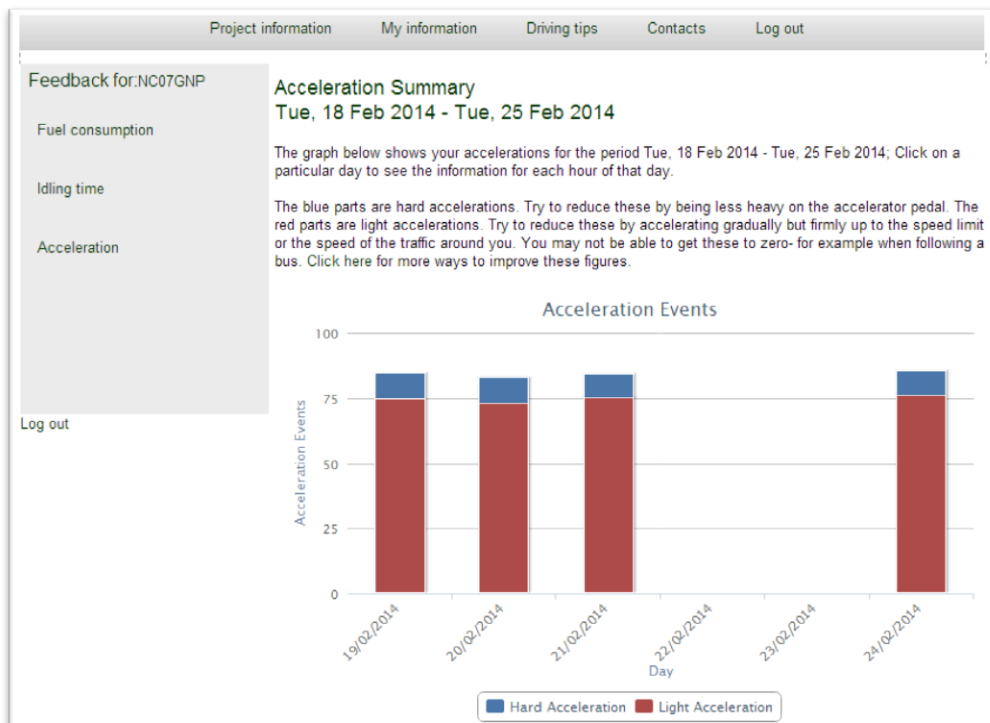 Project information My information Driving tips Contacts Log out
Feedback for:NC07GNP
Fuel consumption
Idling time
Acceleration
Log out
Acceleration Summary
Tue, 18 Feb 2014 - Tue, 25 Feb 2014
The graph below shows your accelerations for the period Tue, 18 Feb 2014 - Tue, 25 Feb 2014; Click on a
particular day to see the information for each hour of that day.
The blue parts are hard accelerations. Try to reduce these by being less heavy on the accelerator pedal. The
red parts are light accelerations. Try to reduce these by accelerating gradually but firmly up to the speed limit
or the speed of the traffic around you. You may not be able to get these to zero- for example when following a
bus. Click here for more ways to improve these figures.
Acceleration Events
Acceleration Events
100
75
50
25
0
19/02/2014
20/02/2014
21/02/2014
22/02/2014
23/02/2014
24/02/2014
Day
Hard Acceleration Light Acceleration